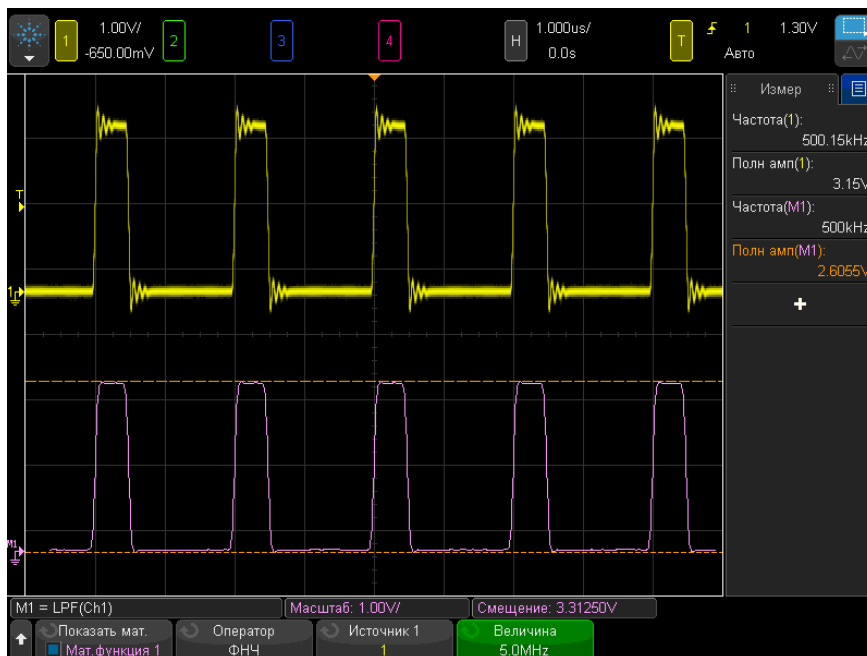 1 1.00V/ -650.00mV 2 3 4 H 1.000us/ 0.0s T 1 1.30V Авто
Измер
Частота(1):
500.15kHz
Полн амп(1):
3.15V
Частота(M1):
500kHz
Полн амп(M1):
2.6055V
+
T
1
M1
M1 = LPF(Ch1) Масштаб: 1.00V/ Смещение: 3.31250V
Показать мат. Оператор Источник 1 Величина
Мат.функция 1 ФНЧ 1 5.0MHz